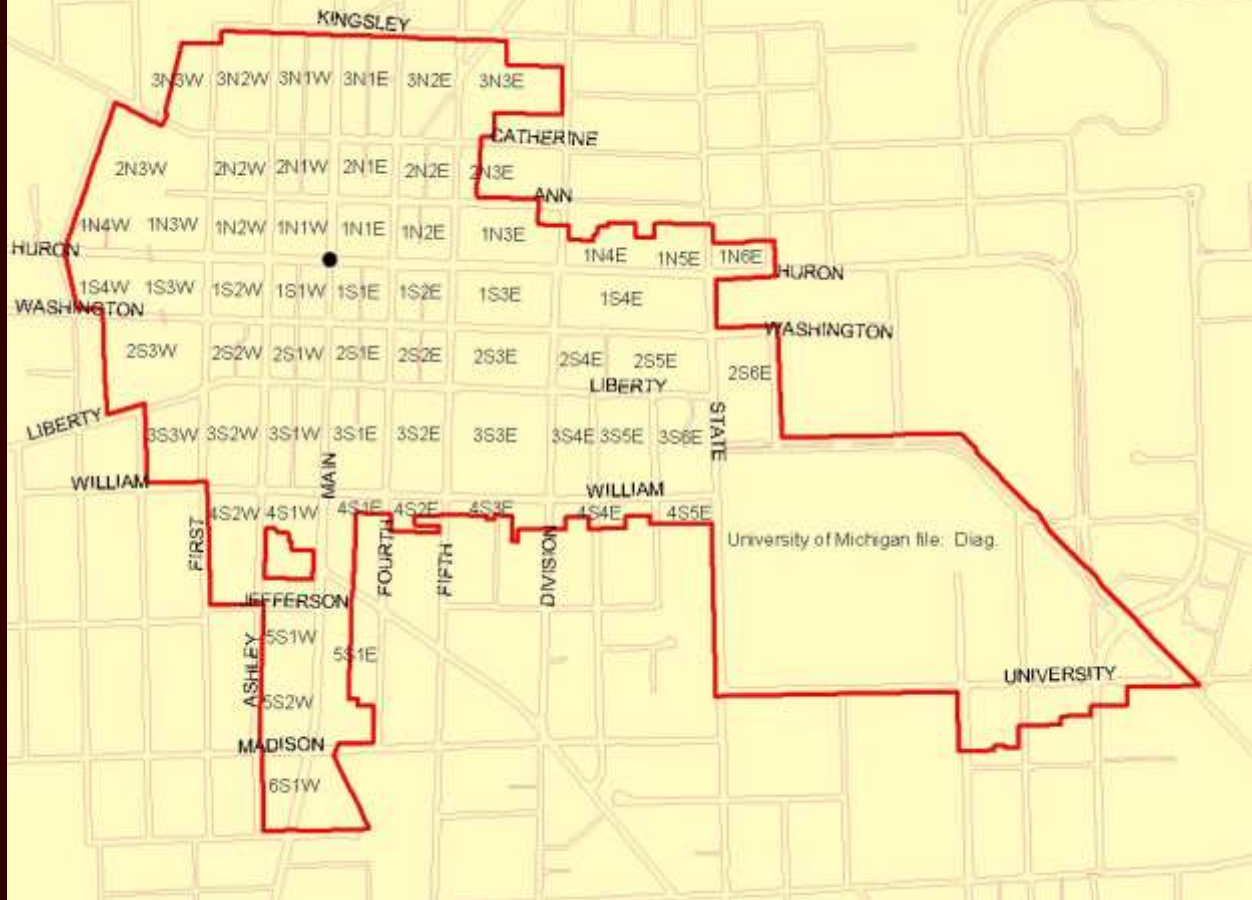 KINGSLEY
3N3W 3N2W 3N1W 3N1E 3N2E 3N3E
CATHERINE
2N3W 2N2W 2N1W 2N1E 2N2E 2N3E
ANN
1N4W 1N3W 1N2W 1N1W 1N1E 1N2E 1N3E
HURON 1N4E 1N5E 1N6E
HURON
1S4W 1S3W 1S2W 1S1W 1S1E 1S2E 1S3E 1S4E
WASHINGTON
WASHINGTON
2S3W 2S2W 2S1W 2S1E 2S2E 2S3E 2S4E 2S5E
2S6E
LIBERTY
LIBERTY
STATE
3S3W 3S2W 3S1W 3S1E 3S2E 3S3E 3S4E 3S5E 3S6E
MAIN
WILLIAM
WILLIAM
4S2W 4S1W 4S1E 4S2E 4S3E 4S4E 4S5E
University of Michigan file: Diag.
FIRST
FOURTH
FIFTH
DIVISION
JEFFERSON
5S1W
5S1E
ASHLEY
UNIVERSITY
5S2W
MADISON
6S1W